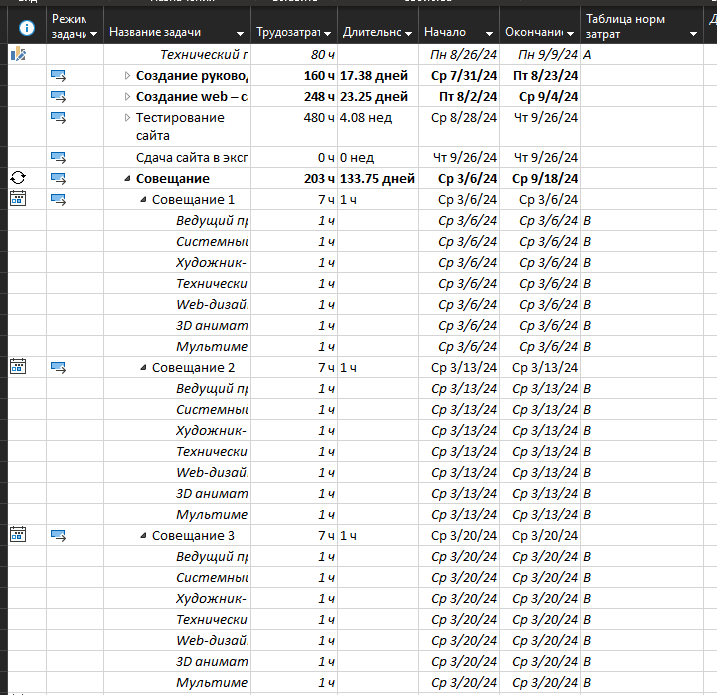 Режим задачи Название задачи Трудозатрат Длительнс Начало Окончание Таблица норм затрат
Технический г 80 ч Пн 8/26/24 Пн 9/9/24 A
Создание руковод 160 ч 17.38 дней Ср 7/31/24 Пт 8/23/24
Создание web – с 248 ч 23.25 дней Пт 8/2/24 Ср 9/4/24
Тестирование сайта 480 ч 4.08 нед Ср 8/28/24 Чт 9/26/24
Сдача сайта в эксг 0 ч 0 нед Чт 9/26/24 Чт 9/26/24
Совещание 203 ч 133.75 дней Ср 3/6/24 Ср 9/18/24
Совещание 1 7 ч 1 ч Ср 3/6/24 Ср 3/6/24
Ведущий пр 1 ч Ср 3/6/24 Ср 3/6/24 B
Системный 1 ч Ср 3/6/24 Ср 3/6/24 B
Художник- 1 ч Ср 3/6/24 Ср 3/6/24 B
Технически 1 ч Ср 3/6/24 Ср 3/6/24 B
Web-дизай 1 ч Ср 3/6/24 Ср 3/6/24 B
3D анимат 1 ч Ср 3/6/24 Ср 3/6/24 B
Мультиме 1 ч Ср 3/6/24 Ср 3/6/24 B
Совещание 2 7 ч 1 ч Ср 3/13/24 Ср 3/13/24
Ведущий пр 1 ч Ср 3/13/24 Ср 3/13/24 B
Системный 1 ч Ср 3/13/24 Ср 3/13/24 B
Художник- 1 ч Ср 3/13/24 Ср 3/13/24 B
Технически 1 ч Ср 3/13/24 Ср 3/13/24 B
Web-дизай 1 ч Ср 3/13/24 Ср 3/13/24 B
3D анимат 1 ч Ср 3/13/24 Ср 3/13/24 B
Мультиме 1 ч Ср 3/13/24 Ср 3/13/24 B
Совещание 3 7 ч 1 ч Ср 3/20/24 Ср 3/20/24
Ведущий пр 1 ч Ср 3/20/24 Ср 3/20/24 B
Системный 1 ч Ср 3/20/24 Ср 3/20/24 B
Художник- 1 ч Ср 3/20/24 Ср 3/20/24 B
Технически 1 ч Ср 3/20/24 Ср 3/20/24 B
Web-дизай 1 ч Ср 3/20/24 Ср 3/20/24 B
3D анимат 1 ч Ср 3/20/24 Ср 3/20/24 B
Мультиме 1 ч Ср 3/20/24 Ср 3/20/24 B